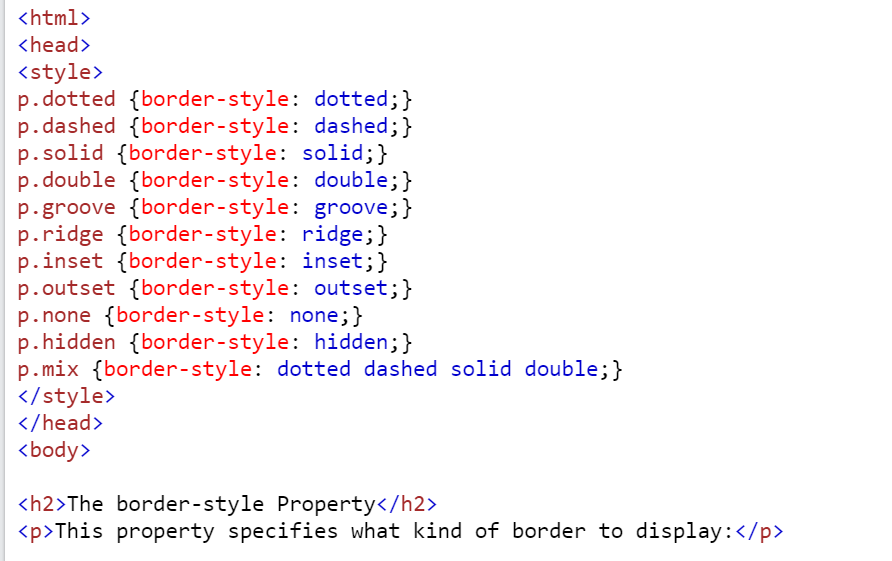 <html>
<head>
<style>
p.dotted {border-style: dotted;}
p.dashed {border-style: dashed;}
p.solid {border-style: solid;}
p.double {border-style: double;}
p.groove {border-style: groove;}
p.ridge {border-style: ridge;}
p.inset {border-style: inset;}
p.outset {border-style: outset;}
p.none {border-style: none;}
p.hidden {border-style: hidden;}
p.mix {border-style: dotted dashed solid double;}
</style>
</head>
<body>
<h2>The border-style Property</h2>
<p>This property specifies what kind of border to display:</p>